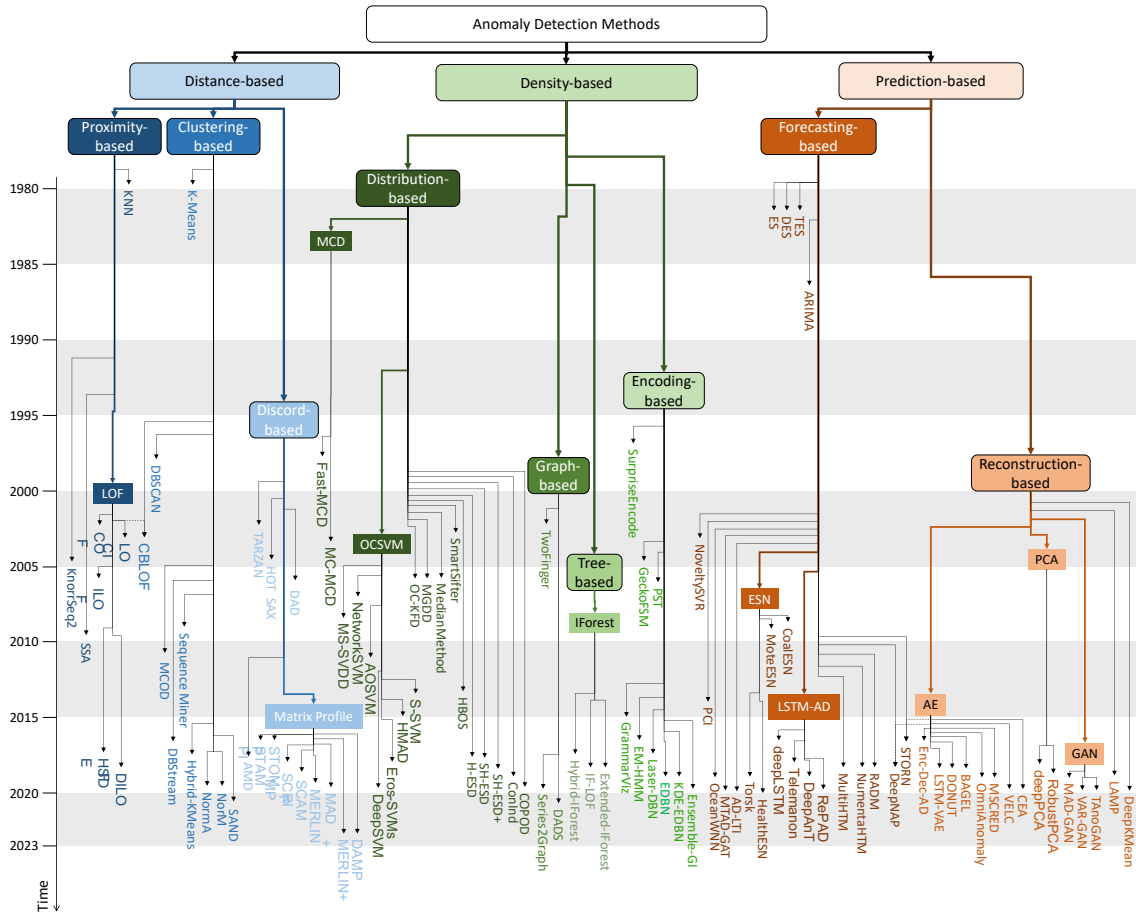 Anomaly Detection Methods
Distance-based
Density-based
Prediction-based
Proximity-
based
Clustering-
based
Forecasting-
based
Distribution-
based
Encoding-
based
Discord-
based
Graph-
based
Reconstruction-
based
Tree-
based
1980
1985
1990
1995
2000
2005
2010
2015
2020
2023
Time
KNN
K-Means
MCD
ES
DES
TES
ARIMA
LOF
KnorrSeq2
SSA
CO
F
CI
LO
CBLOF
ILO
F
DILO
DBSCAN
MCOD
DBStream
Sequence Miner
Hybrid-KMeans
NormA
NorM
SAND
TARZAN
HOT SAX
DAD
Matrix Profile
AMD
STAM
STOMP
SCAM
MERLIN
MAD
+
MERLIN+
DAMP
Fast-MCD
MC-MCD
OCSVM
MS-SVDD
NetworkSVM
AOSVM
DeepSVM
Eros-SVMs
HMAD
S-SVM
OC-KFD
MGDD
MedianMethod
SmartSifter
HBOS
H-ESD
SH-ESD
SH-ESD+
ConInd
COPOD
TwoFinger
Series2Graph
DADS
IForest
Hybrid-IForest
IF-LOF
Extended-IForest
SurpriseEncode
GeckoFSM
PST
GrammarViz
EM-HMM
Laser-DBN
EDBN
KDE-EDBN
Ensemble-GI
NoveltySVR
PCI
OceanWNN
MTAD-GAT
AD-LTI
ESN
Torsk
HealthESN
MoteESN
CoalESN
LSTM-AD
deepLSTM
Telemanon
DeepAnT
RePAD
MultiHTM
NumentaHTM
RADM
DeepNAP
STORN
AE
Enc-Dec-AD
LSTM-VAE
DONUT
BAGEL
OmniAnomaly
MSCRED
VELC
CEFA
PCA
deepPCA
RobustPCA
GAN
MAD-GAN
VAR-GAN
TAnoGAN
LAMP
DeepKMean